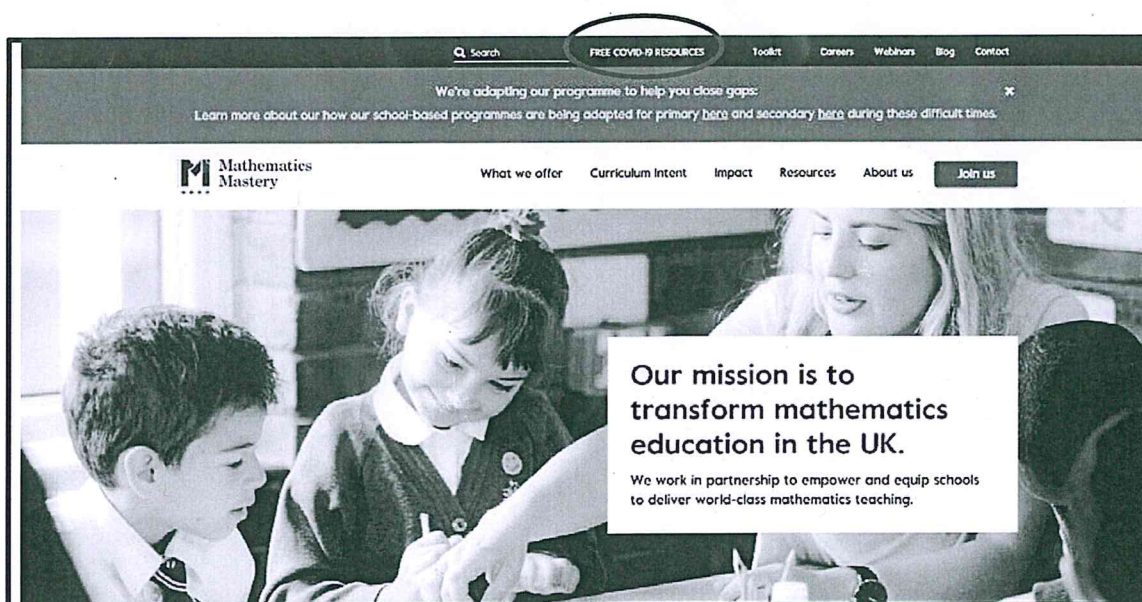 Search FREE COVID-19 RESOURCES Toolkit Careers Webinars Blog Contact
We're adapting our programme to help you close gaps:
Learn more about our how our school-based programmes are being adapted for primary here and secondary here during these difficult times.
Mathematics
Mastery
What we offer Curriculum Intent Impact Resources About us Join us
Our mission is to
transform mathematics
education in the UK.
We work in partnership to empower and equip schools
to deliver world-class mathematics teaching.